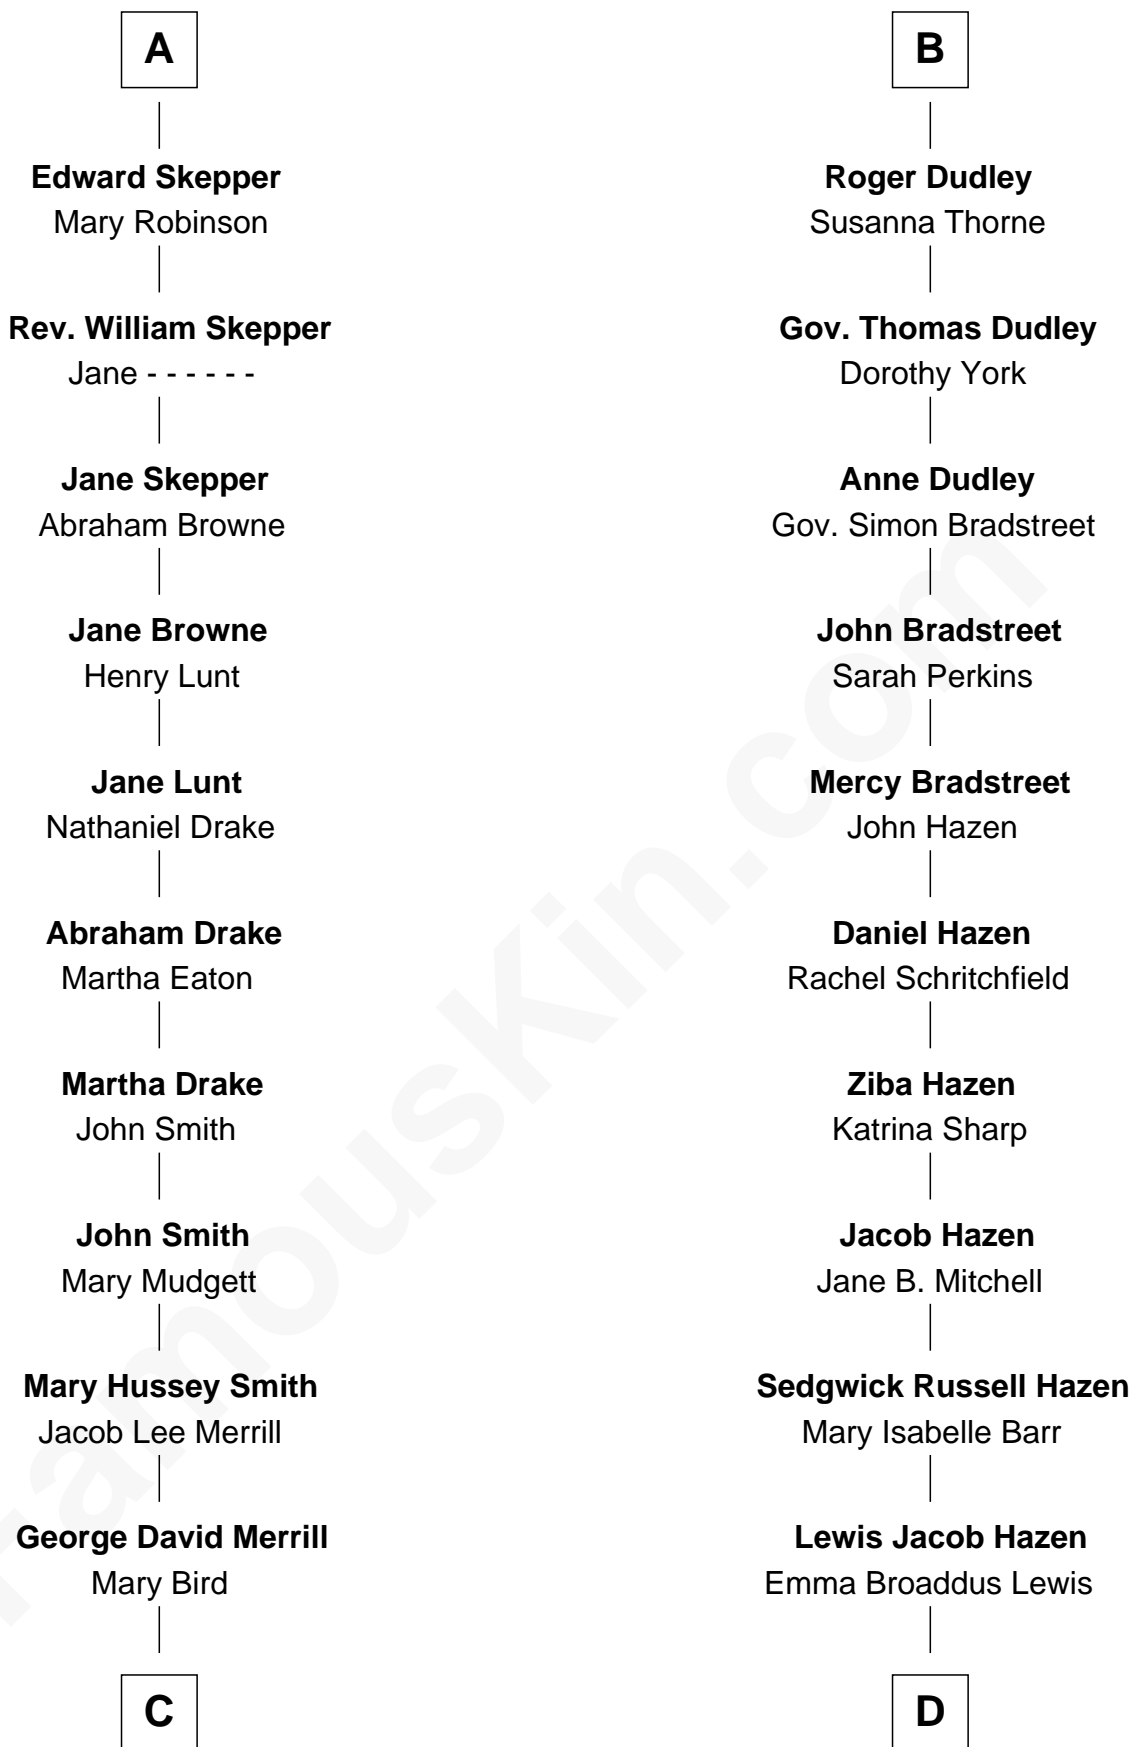 A
Edward Skepper
Mary Robinson
Rev. William Skepper
Jane - - - - - -
Jane Skepper
Abraham Browne
Jane Browne
Henry Lunt
Jane Lunt
Nathaniel Drake
Abraham Drake
Martha Eaton
Martha Drake
John Smith
John Smith
Mary Mudgett
Mary Hussey Smith
Jacob Lee Merrill
George David Merrill
Mary Bird
C
B
Roger Dudley
Susanna Thorne
Gov. Thomas Dudley
Dorothy York
Anne Dudley
Gov. Simon Bradstreet
John Bradstreet
Sarah Perkins
Mercy Bradstreet
John Hazen
Daniel Hazen
Rachel Schritchfield
Ziba Hazen
Katrina Sharp
Jacob Hazen
Jane B. Mitchell
Sedgwick Russell Hazen
Mary Isabelle Barr
Lewis Jacob Hazen
Emma Broaddus Lewis
D
FamousKin.com